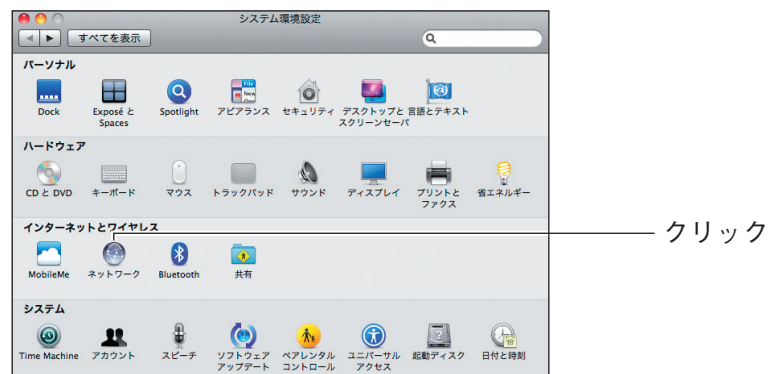 システム環境設定
すべてを表示
パーソナル
Dock
Exposé と
Spaces
Spotlight
アピアランス
セキュリティ
デスクトップと
スクリーンセーバ
言語とテキスト
ハードウェア
CD と DVD
キーボード
マウス
トラックパッド
サウンド
ディスプレイ
プリントと
ファクス
省エネルギー
インターネットとワイヤレス
クリック
MobileMe
ネットワーク
Bluetooth
共有
システム
Time Machine
アカウント
スピーチ
ソフトウェア
アップデート
ペアレンタル
コントロール
ユニバーサル
アクセス
起動ディスク
日付と時刻